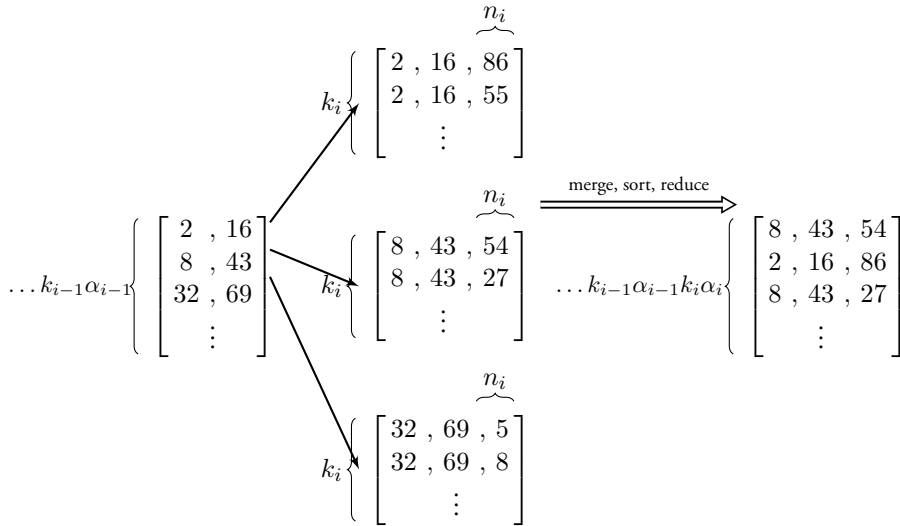 n_i
k_i
2 , 16 , 86
2 , 16 , 55
⋮
merge, sort, reduce
… k_{i−1}α_{i−1}
2 , 16
8 , 43
32 , 69
⋮
n_i
k_i
8 , 43 , 54
8 , 43 , 27
⋮
… k_{i−1}α_{i−1}k_iα_i
8 , 43 , 54
2 , 16 , 86
8 , 43 , 27
⋮
n_i
k_i
32 , 69 , 5
32 , 69 , 8
⋮